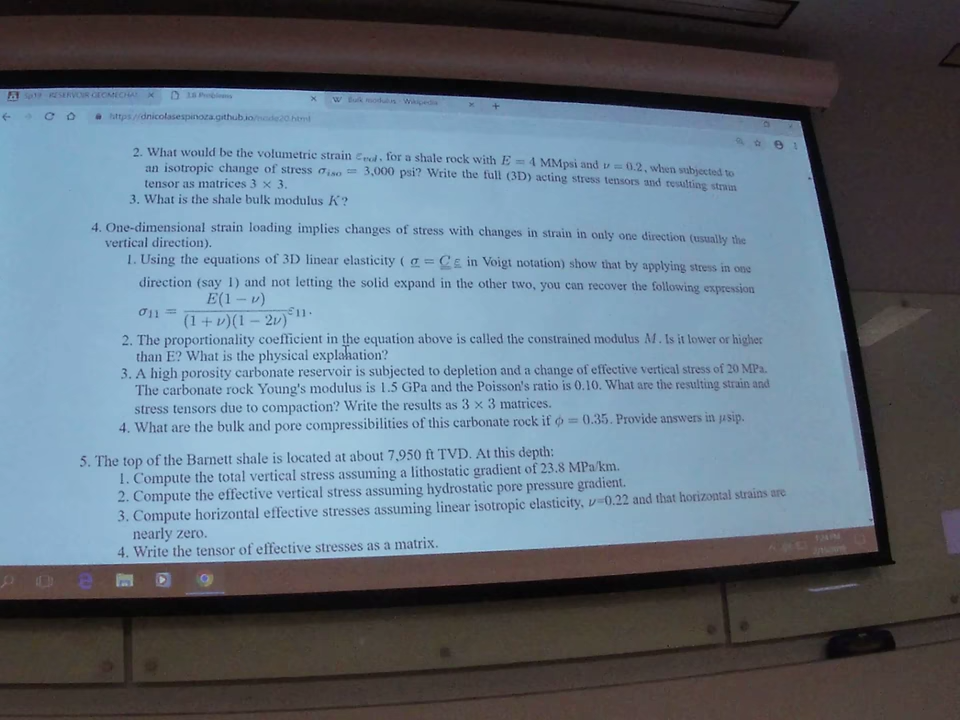 3.8 Problems
W Bulk modulus - Wikipedia
https://dnicolasespinoza.github.io/node20.html
2. What would be the volumetric strain εvol, for a shale rock with E = 4 MMpsi and ν = 0.2, when subjected to
an isotropic change of stress σiso = 3,000 psi? Write the full (3D) acting stress tensors and resulting strain
tensor as matrices 3 × 3.
3. What is the shale bulk modulus K?
4. One-dimensional strain loading implies changes of stress with changes in strain in only one direction (usually the
vertical direction).
1. Using the equations of 3D linear elasticity ( σ = C ε in Voigt notation) show that by applying stress in one
direction (say 1) and not letting the solid expand in the other two, you can recover the following expression
σ11 = E(1 − ν) / (1 + ν)(1 − 2ν) ε11.
2. The proportionality coefficient in the equation above is called the constrained modulus M. Is it lower or higher
than E? What is the physical explanation?
3. A high porosity carbonate reservoir is subjected to depletion and a change of effective vertical stress of 20 MPa.
The carbonate rock Young's modulus is 1.5 GPa and the Poisson's ratio is 0.10. What are the resulting strain and
stress tensors due to compaction? Write the results as 3 × 3 matrices.
4. What are the bulk and pore compressibilities of this carbonate rock if φ = 0.35. Provide answers in μsip.
5. The top of the Barnett shale is located at about 7,950 ft TVD. At this depth:
1. Compute the total vertical stress assuming a lithostatic gradient of 23.8 MPa/km.
2. Compute the effective vertical stress assuming hydrostatic pore pressure gradient.
3. Compute horizontal effective stresses assuming linear isotropic elasticity, ν=0.22 and that horizontal strains are
nearly zero.
4. Write the tensor of effective stresses as a matrix.